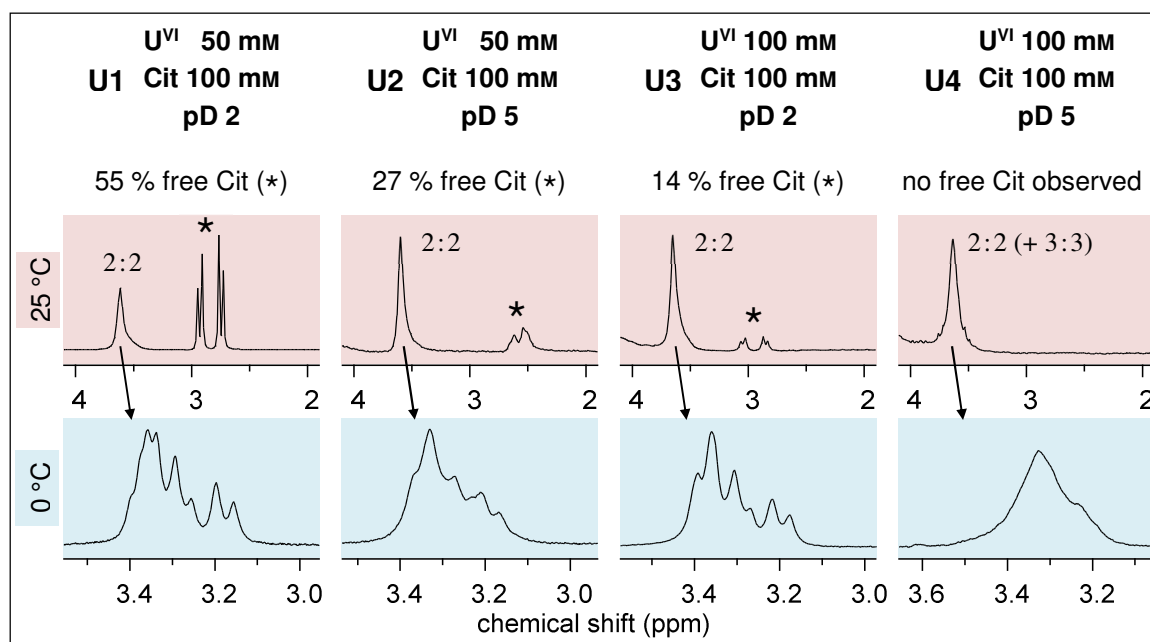 U^VI 50 mM
U1 Cit 100 mM
pD 2
U^VI 50 mM
U2 Cit 100 mM
pD 5
U^VI 100 mM
U3 Cit 100 mM
pD 2
U^VI 100 mM
U4 Cit 100 mM
pD 5
55 % free Cit (*)
27 % free Cit (*)
14 % free Cit (*)
no free Cit observed
25 °C
2:2
*
2:2
*
2:2
*
2:2 (+ 3:3)
4 3 2
4 3 2
4 3 2
4 3 2
0 °C
3.4 3.2 3.0
3.4 3.2 3.0
3.4 3.2 3.0
3.6 3.4 3.2
chemical shift (ppm)